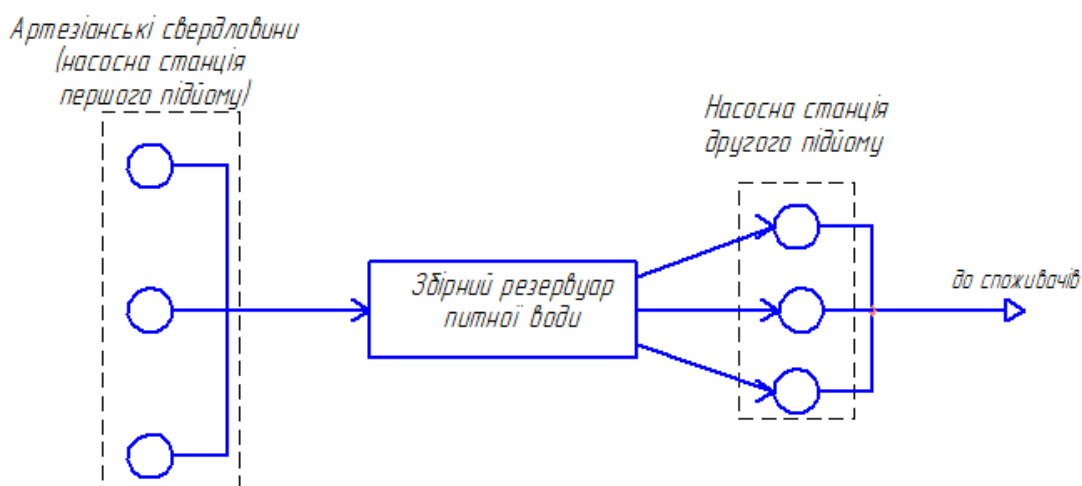 Артезіанські свердловини
(насосна станція
першого підйому)
Насосна станція
другого підйому
Збірний резервуар
питної води
до споживачів